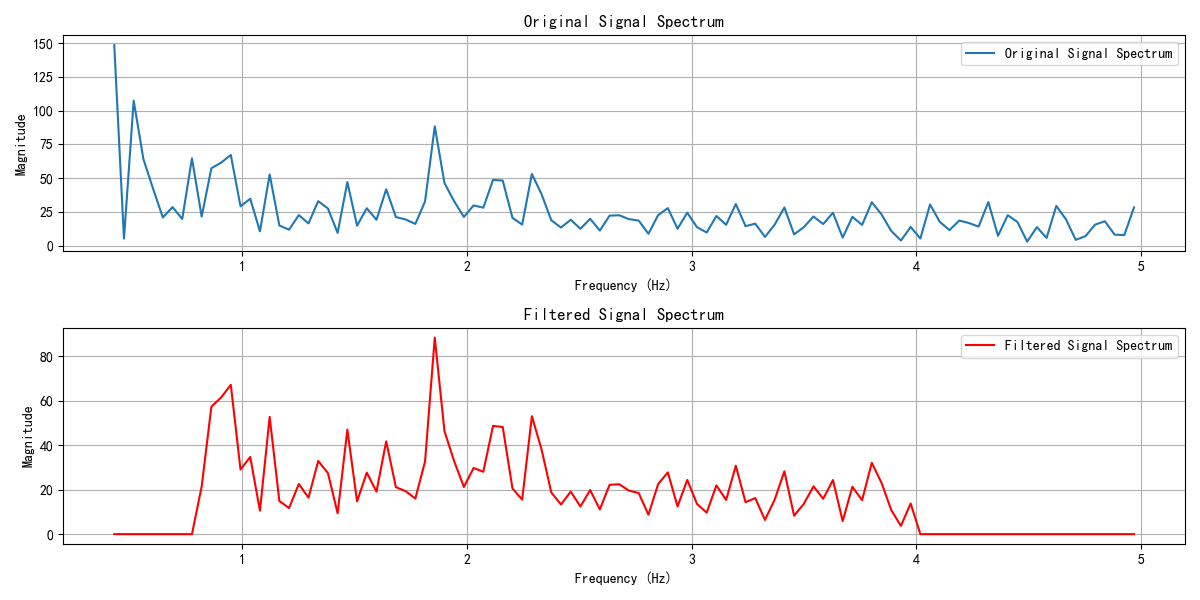 Original Signal Spectrum
150
125
100
75
50
25
0
Magnitude
Original Signal Spectrum
1
2
3
4
5
Frequency (Hz)
Filtered Signal Spectrum
80
60
40
20
0
Magnitude
Filtered Signal Spectrum
1
2
3
4
5
Frequency (Hz)